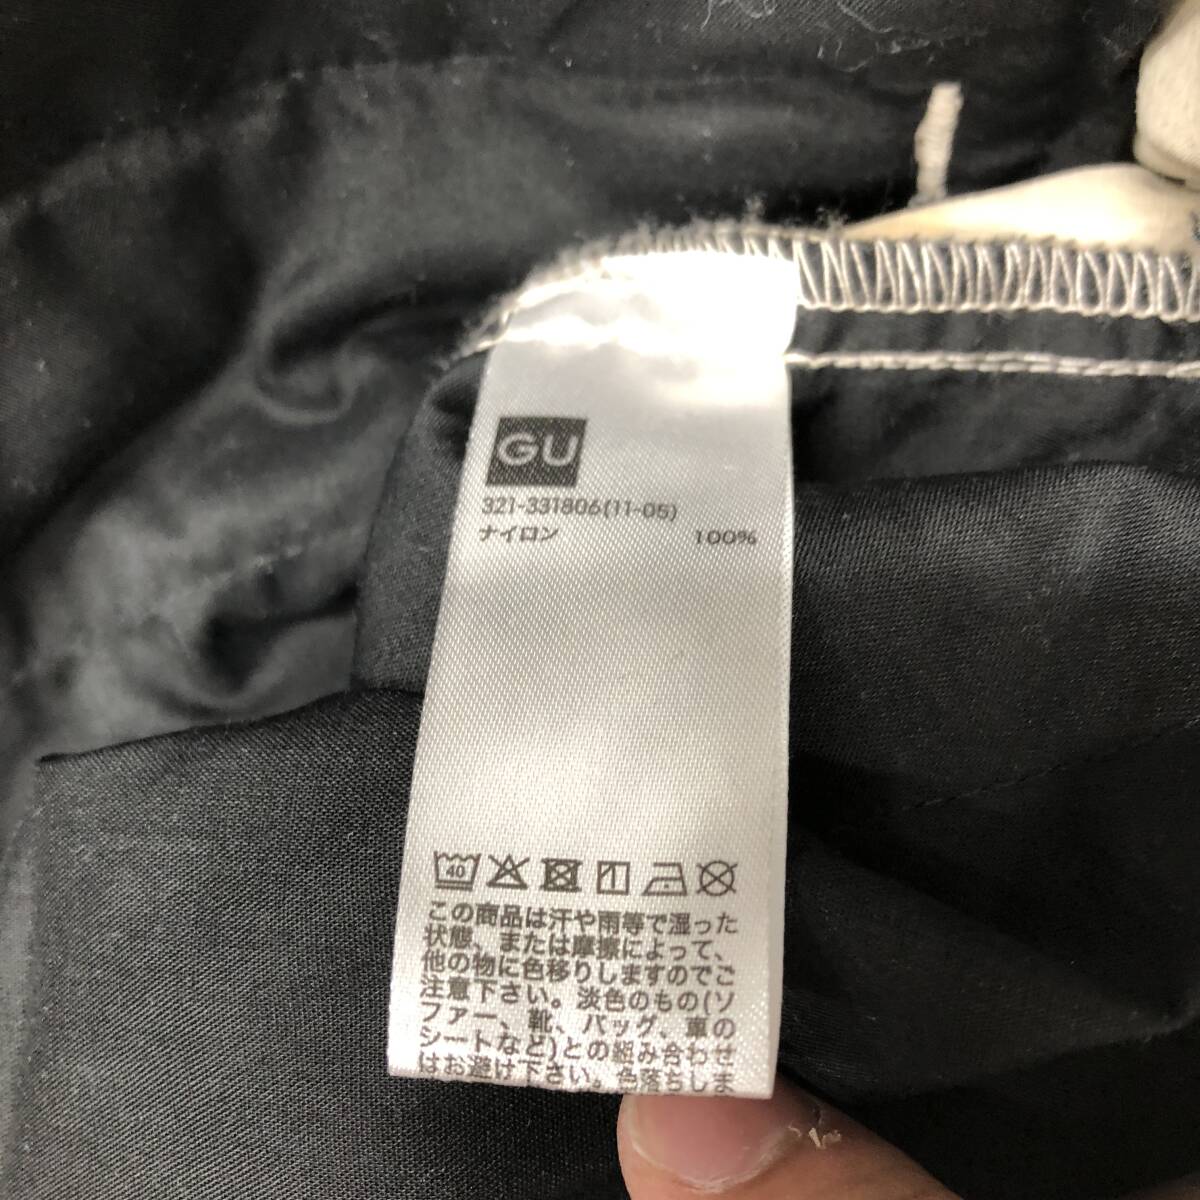 GU
321-331806(11-05)
ナイロン 100%
40
この商品は汗や雨等で湿った
状態、または摩擦によって、
他の物に色移りしますのでご
注意下さい。淡色のもの(ソ
ファー、靴、バッグ、車の
シートなど)との組み合わせ
はお避け下さい。色落ちしま